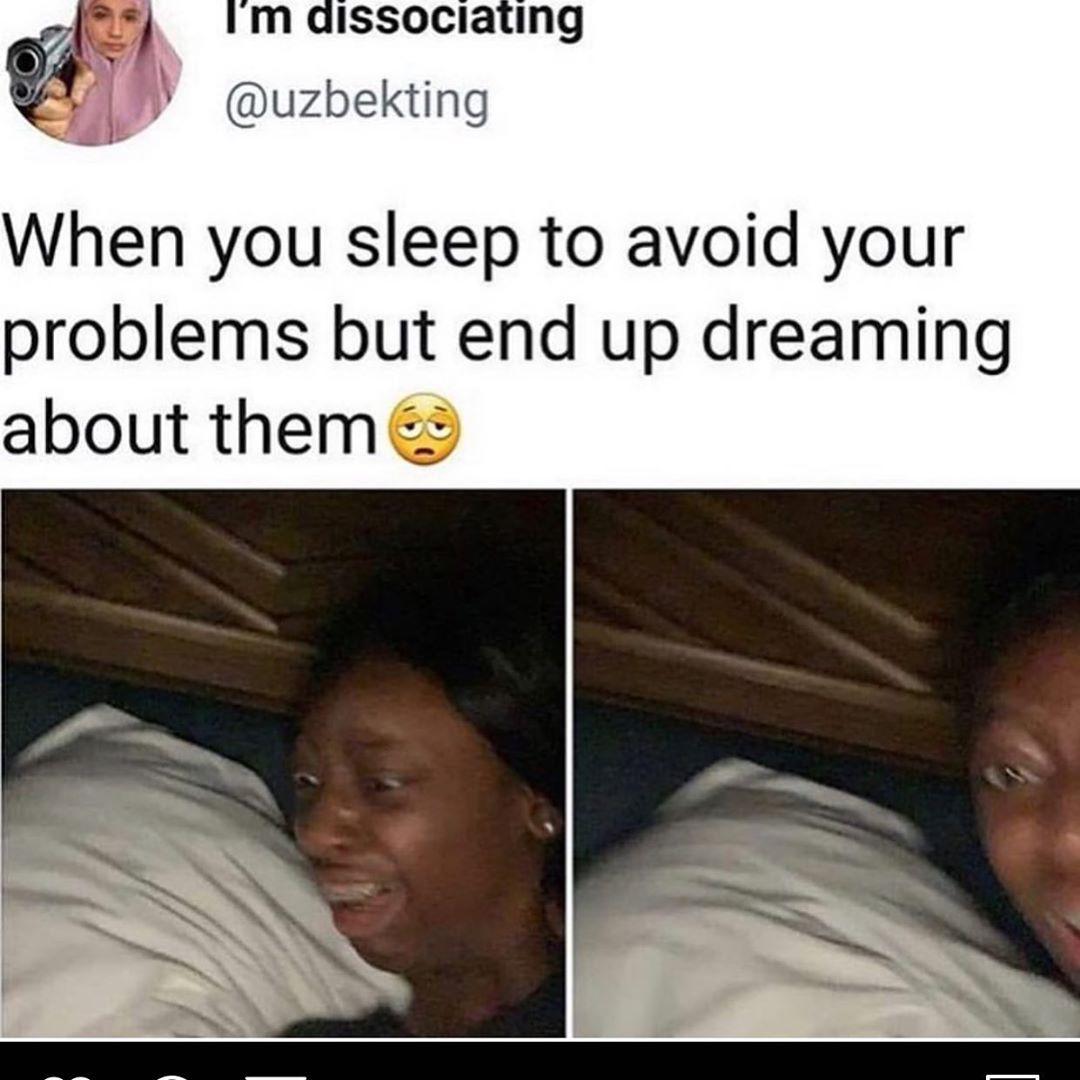 I'm dissociating
@uzbekting
When you sleep to avoid your
problems but end up dreaming
about them😩